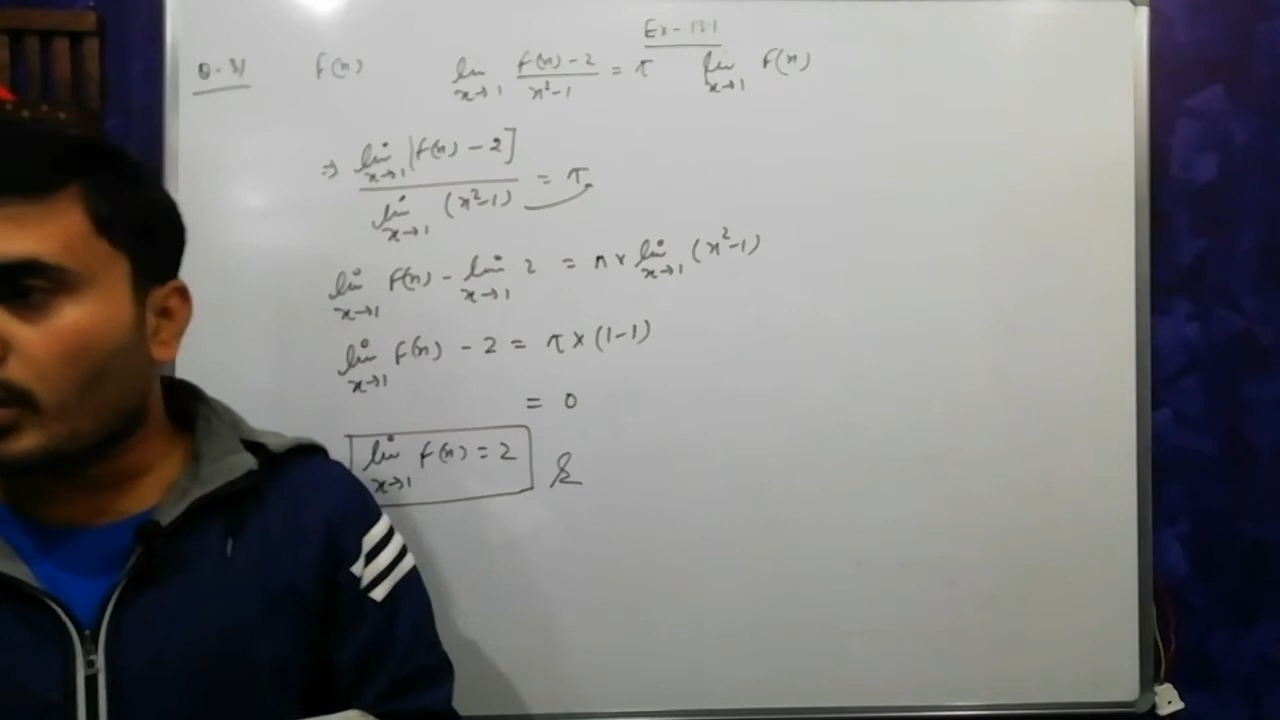 Ex-13.1
Q.31 f(x) lim x→1 f(x)-2 / x²-1 = π lim x→1 f(x)
⇒ lim x→1 [f(x) - 2] / lim x→1 (x²-1) = π
lim x→1 f(x) - lim x→1 2 = π × lim x→1 (x²-1)
lim x→1 f(x) - 2 = π × (1-1)
= 0
lim x→1 f(x) = 2